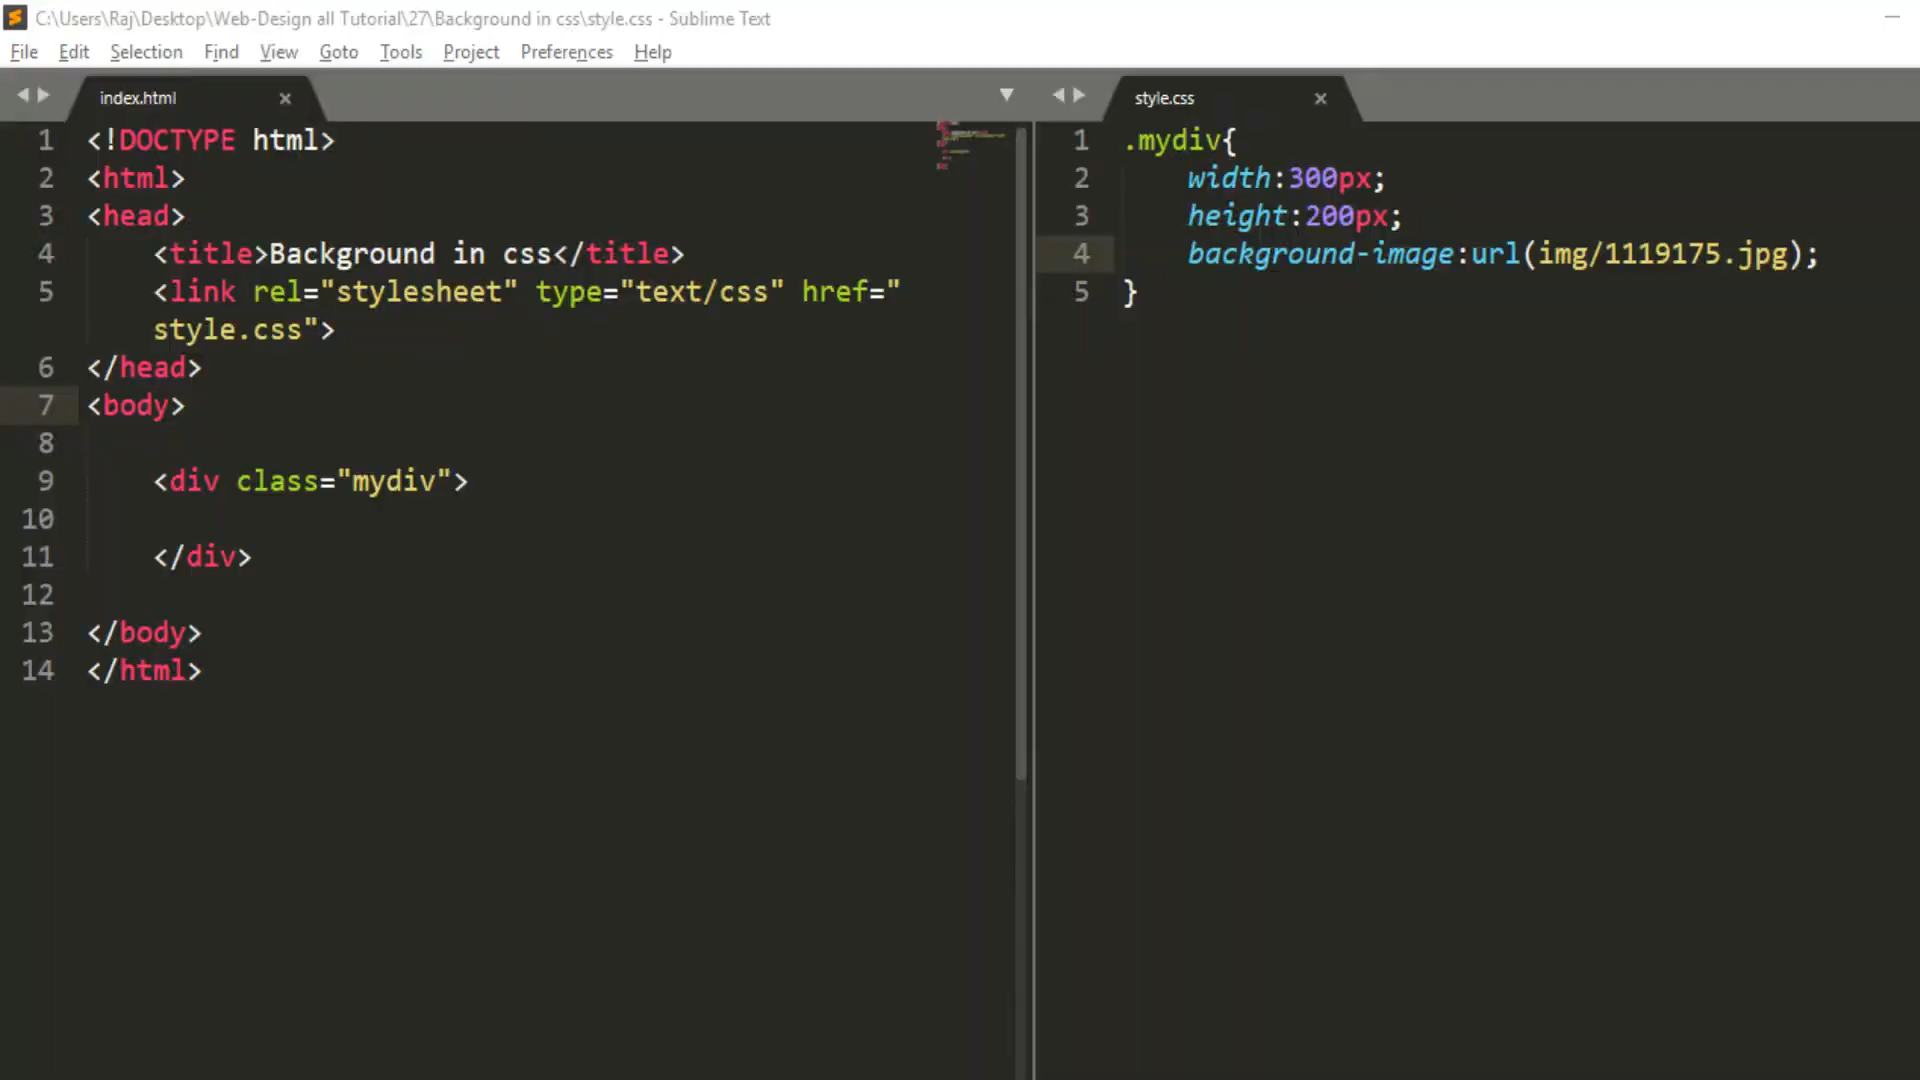 C:\Users\Raj\Desktop\Web-Design all Tutorial\27\Background in css\style.css - Sublime Text
File Edit Selection Find View Goto Tools Project Preferences Help
index.html
1 <!DOCTYPE html>
2 <html>
3 <head>
4 <title>Background in css</title>
5 <link rel="stylesheet" type="text/css" href="
style.css">
6 </head>
7 <body>
8
9 <div class="mydiv">
10
11 </div>
12
13 </body>
14 </html>
style.css
1 .mydiv{
2 width:300px;
3 height:200px;
4 background-image:url(img/1119175.jpg);
5 }